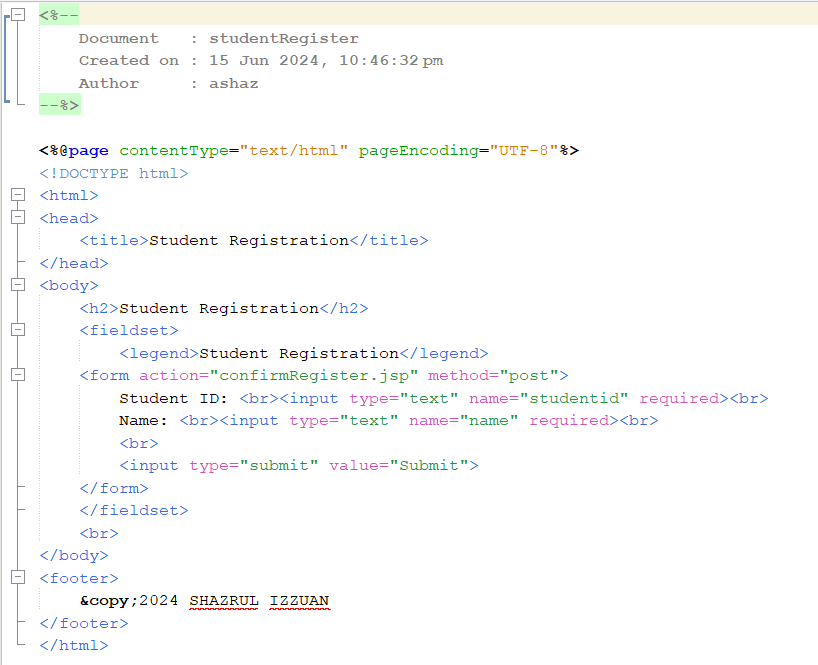 <%--
    Document   : studentRegister
    Created on : 15 Jun 2024, 10:46:32 pm
    Author     : ashaz
--%>

<%@page contentType="text/html" pageEncoding="UTF-8"%>
<!DOCTYPE html>
<html>
<head>
    <title>Student Registration</title>
</head>
<body>
    <h2>Student Registration</h2>
    <fieldset>
        <legend>Student Registration</legend>
    <form action="confirmRegister.jsp" method="post">
        Student ID: <br><input type="text" name="studentid" required><br>
        Name: <br><input type="text" name="name" required><br>
        <br>
        <input type="submit" value="Submit">
    </form>
    </fieldset>
    <br>
</body>
<footer>
    &copy;2024 SHAZRUL IZZUAN
</footer>
</html>